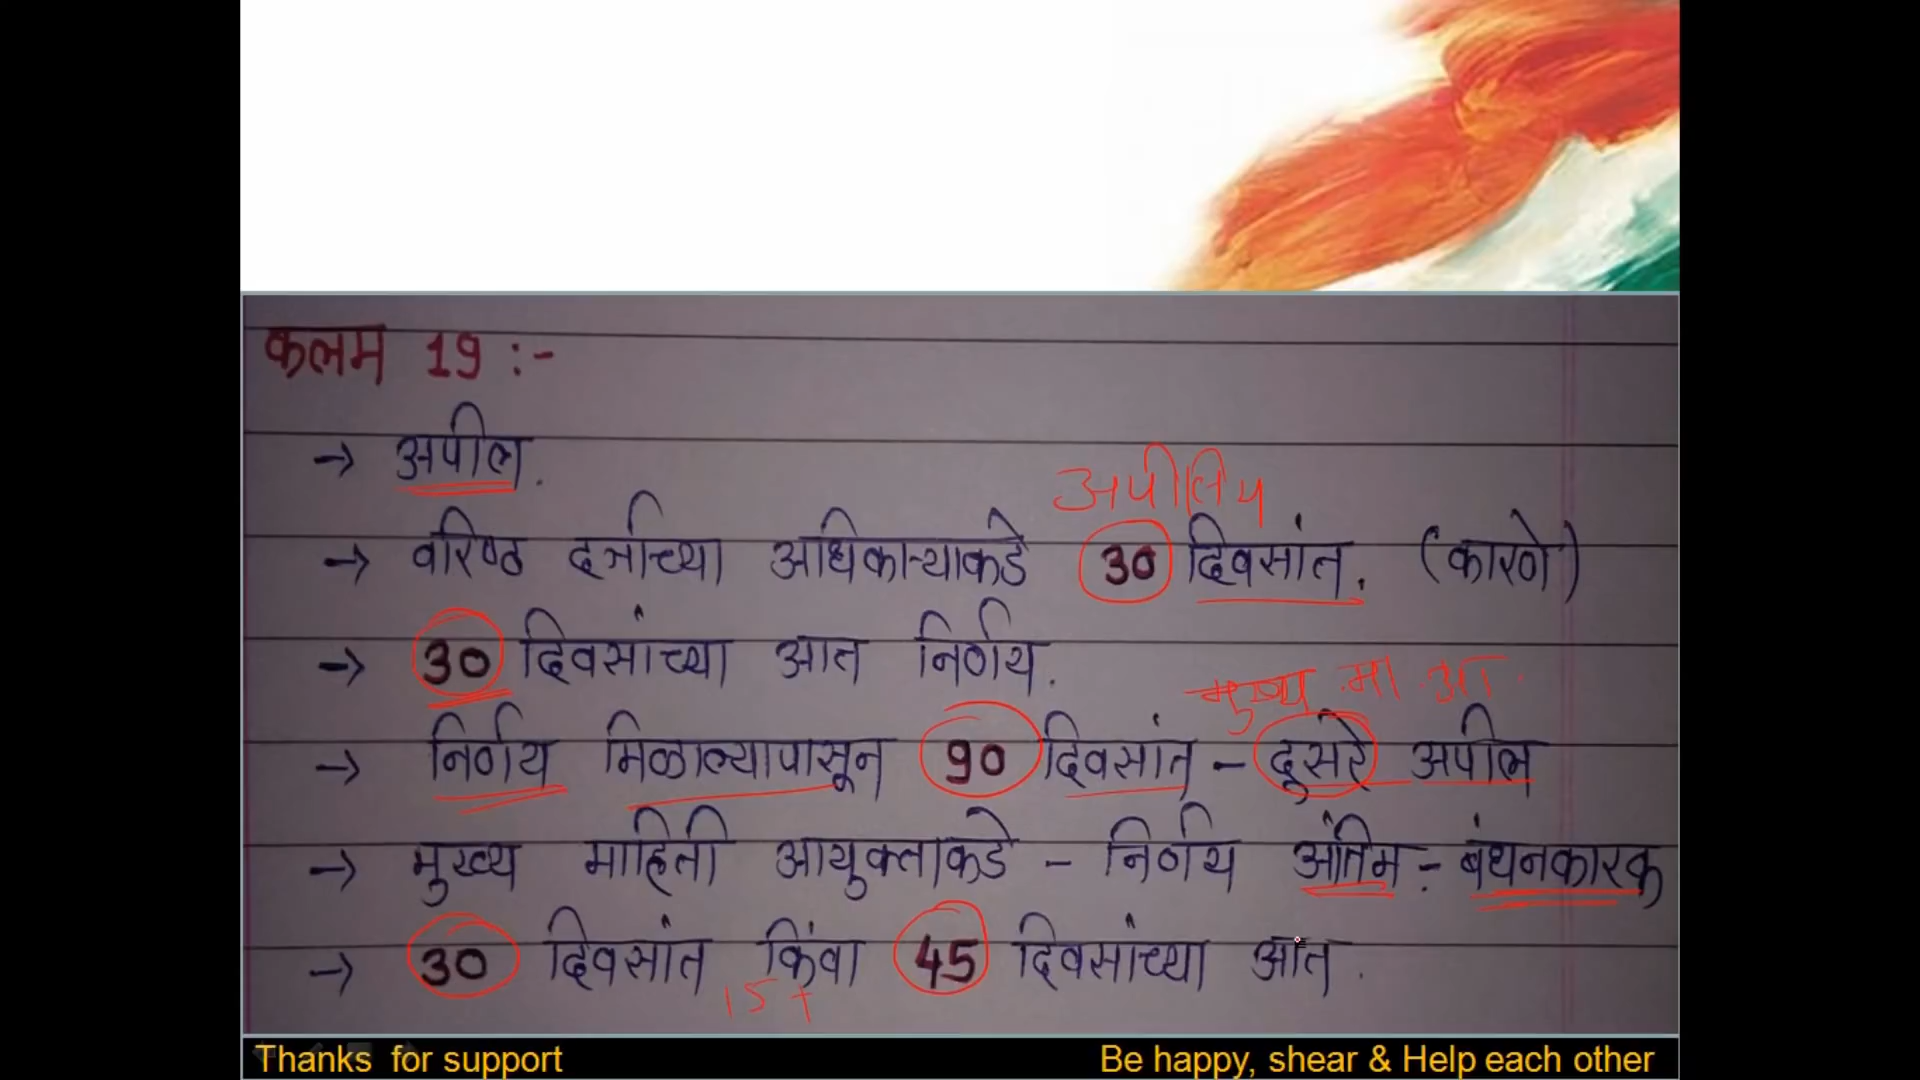 कलम 19 :-
→ अपील.
अपीलिय
→ वरिष्ठ दर्जाच्या अधिकाऱ्याकडे 30 दिवसांत. (कारणे)
→ 30 दिवसांच्या आत निर्णय.
मुख्य मा. आ.
→ निर्णय मिळाल्यापासून 90 दिवसांत - दूसरे अपील
→ मुख्य माहिती आयुक्ताकडे - निर्णय अंतिम - बंधनकारक
→ 30 दिवसांत किंवा 45 दिवसांच्या आत.
15+
Thanks for support
Be happy, shear & Help each other